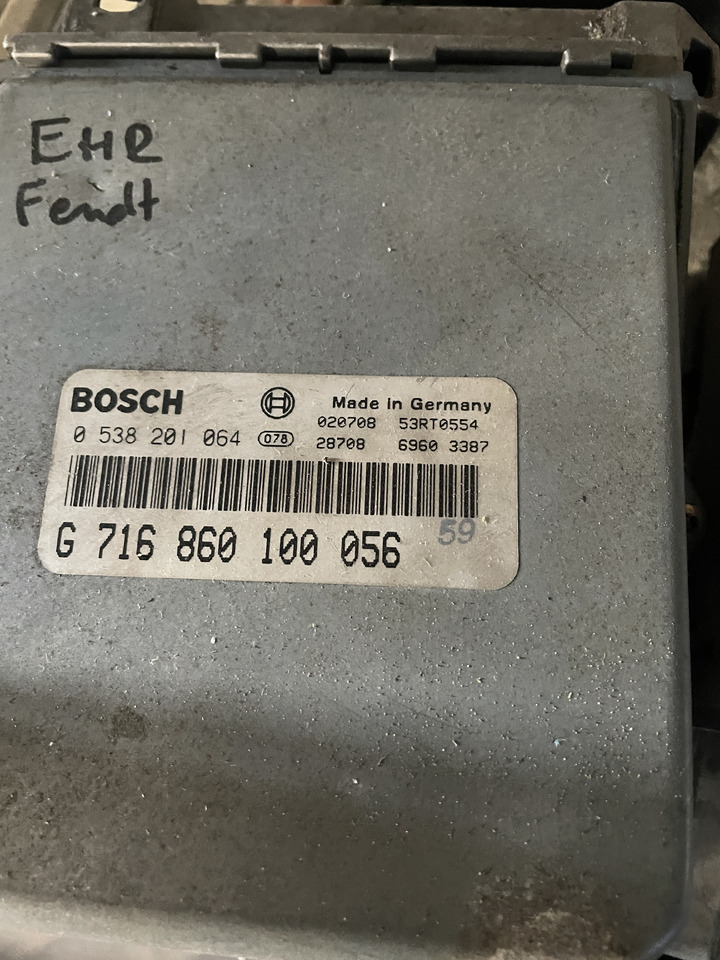 EHR
Fendt
BOSCH
Made in Germany
020708 53RT0554
0 538 201 064 078
28708 6960 3387
G 716 860 100 056 59